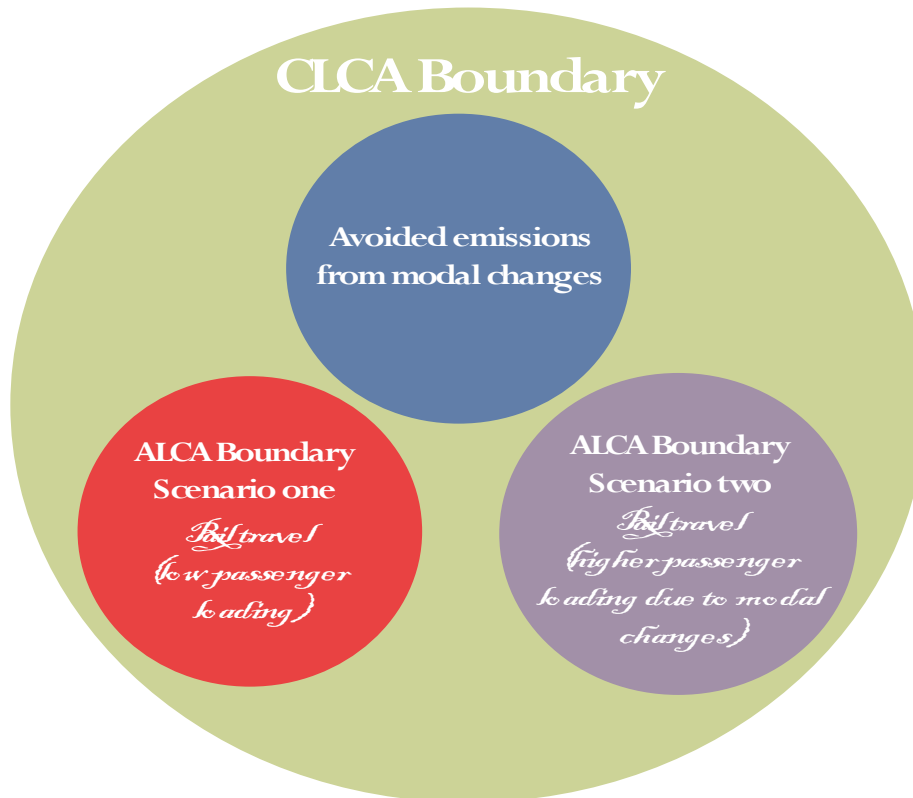 CLCA Boundary
Avoided emissions
from modal changes
ALCA Boundary
Scenario one
Rail travel
(low passenger
loading)
ALCA Boundary
Scenario two
Rail travel
(higher passenger
loading due to modal
changes)